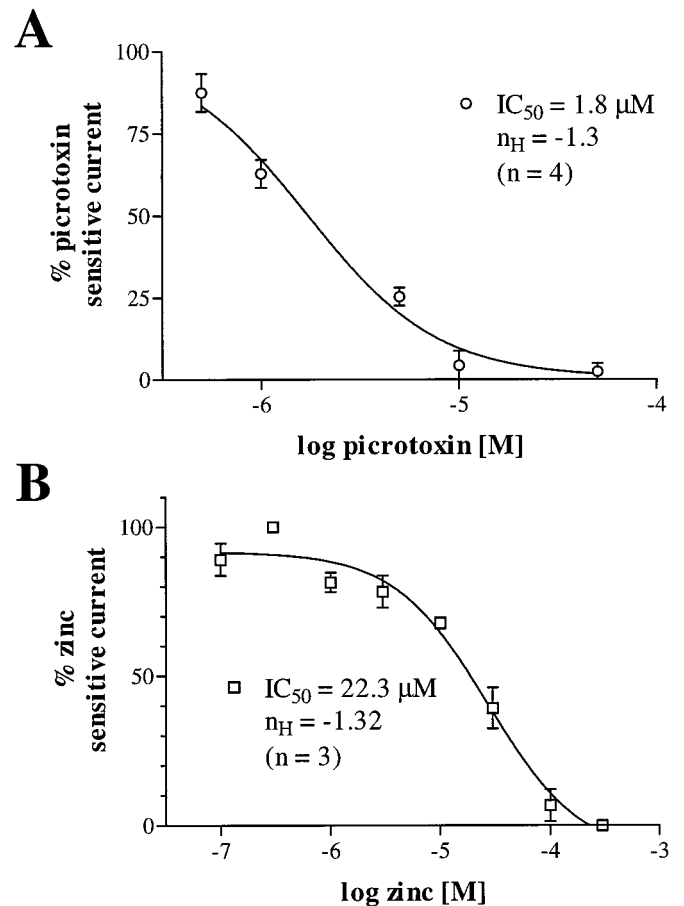 A
100
75
50
25
0
% picrotoxin
sensitive current
IC50 = 1.8 µM
nH = -1.3
(n = 4)
-6
-5
-4
log picrotoxin [M]
B
100
50
0
% zinc
sensitive current
IC50 = 22.3 µM
nH = -1.32
(n = 3)
-7
-6
-5
-4
-3
log zinc [M]